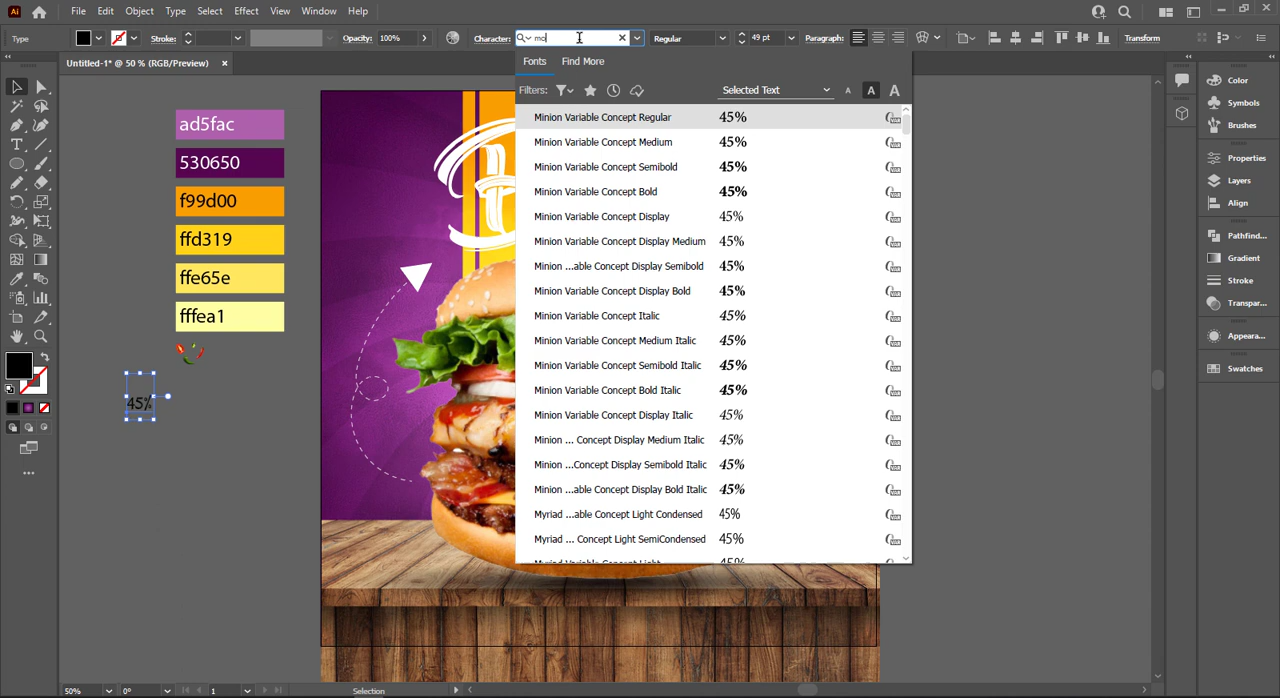 Ai File Edit Object Type Select Effect View Window Help
Type Stroke: Opacity: 100% Character: mo Regular 49 pt Paragraph: Transform
Untitled-1* @ 50 % (RGB/Preview) ×
Fonts Find More
Filters: Selected Text A A A
Minion Variable Concept Regular 45%
Minion Variable Concept Medium 45%
Minion Variable Concept Semibold 45%
Minion Variable Concept Bold 45%
Minion Variable Concept Display 45%
Minion Variable Concept Display Medium 45%
Minion ...able Concept Display Semibold 45%
Minion Variable Concept Display Bold 45%
Minion Variable Concept Italic 45%
Minion Variable Concept Medium Italic 45%
Minion Variable Concept Semibold Italic 45%
Minion Variable Concept Bold Italic 45%
Minion Variable Concept Display Italic 45%
Minion ... Concept Display Medium Italic 45%
Minion ...Concept Display Semibold Italic 45%
Minion ...able Concept Display Bold Italic 45%
Myriad ...able Concept Light Condensed 45%
Myriad ... Concept Light SemiCondensed 45%
Myriad Variable Concept Light 45%
ad5fac
530650
f99d00
ffd319
ffe65e
fffea1
45%
Color
Symbols
Brushes
Properties
Layers
Align
Pathfind...
Gradient
Stroke
Transpar...
Appeara...
Swatches
50% 0° 1 Selection